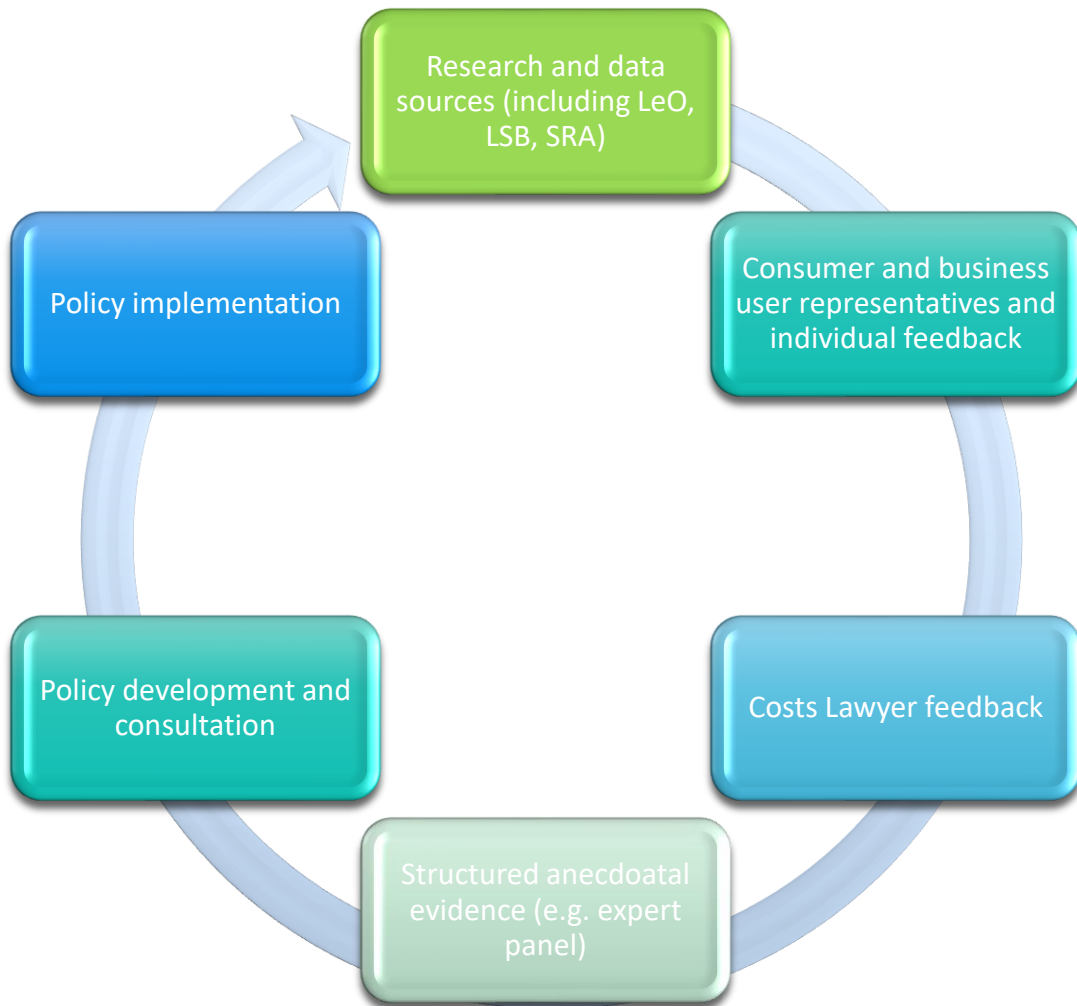 Research and data
sources (including LeO,
LSB, SRA)
Consumer and business
user representatives and
individual feedback
Costs Lawyer feedback
Structured anecdoatal
evidence (e.g. expert
panel)
Policy development and
consultation
Policy implementation